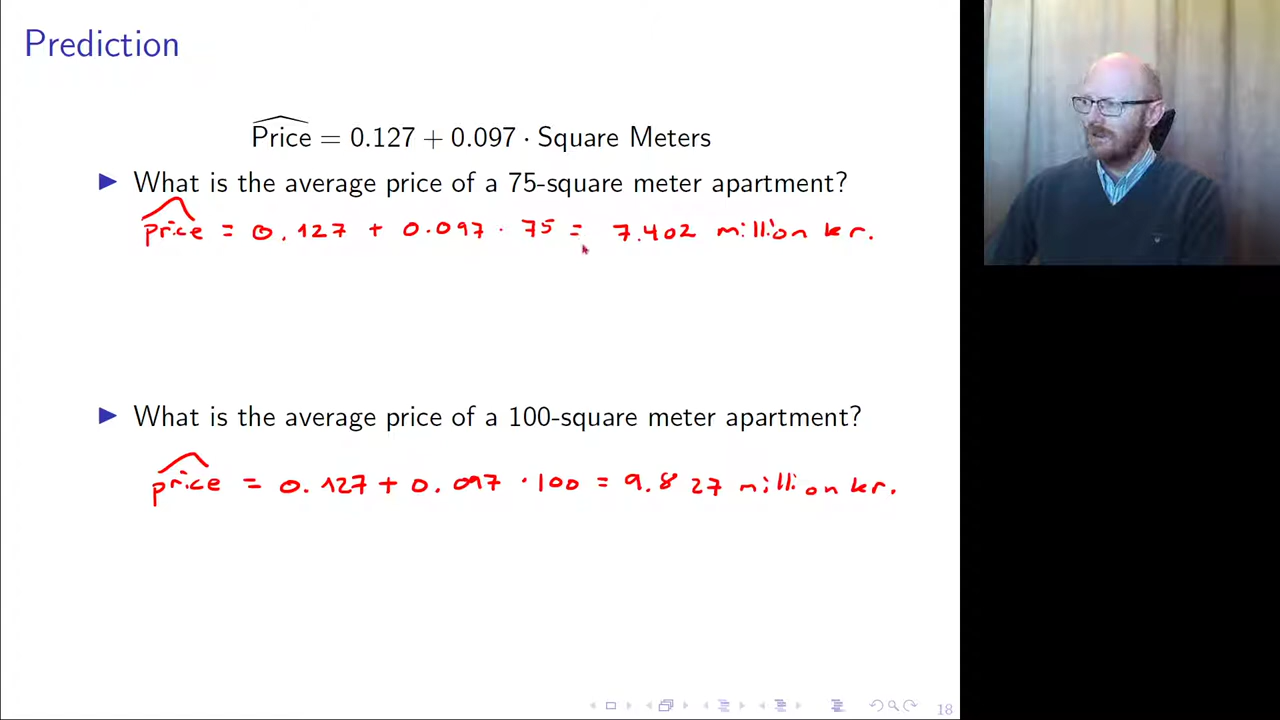 Prediction
Price = 0.127 + 0.097 · Square Meters
▶ What is the average price of a 75-square meter apartment?
price = 0.127 + 0.097 · 75 = 7.402 million kr.
▶ What is the average price of a 100-square meter apartment?
price = 0.127 + 0.097 · 100 = 9.827 million kr.
18